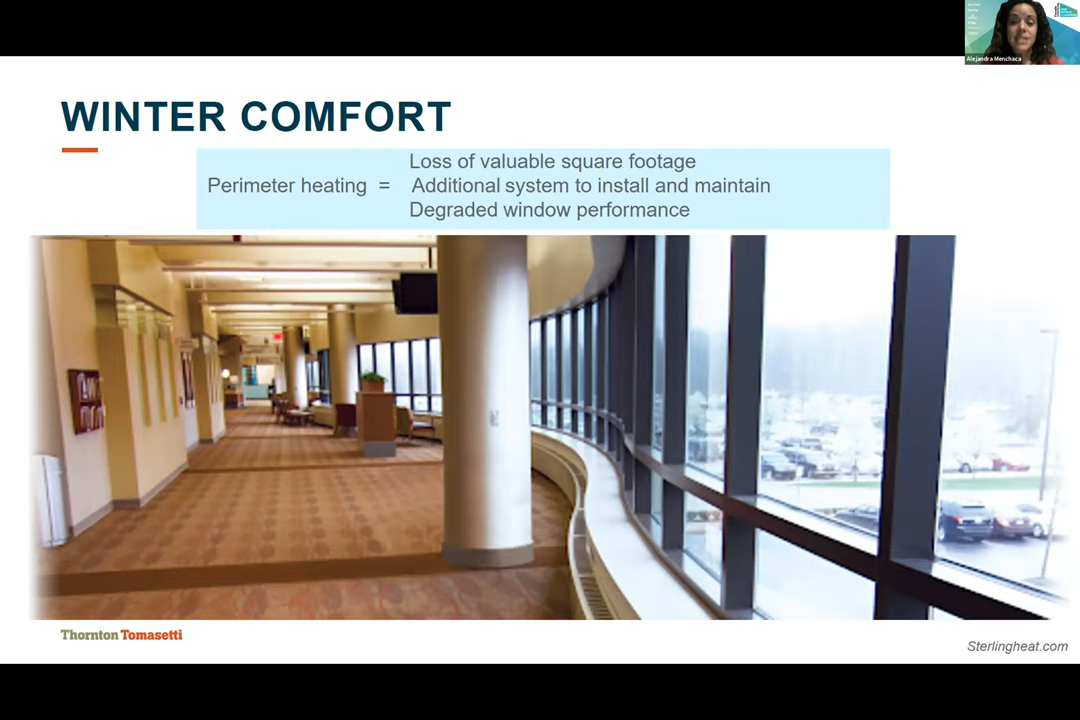 Alejandra Menchaca
WINTER COMFORT
Loss of valuable square footage
Perimeter heating = Additional system to install and maintain
Degraded window performance
Thornton Tomasetti
Sterlingheat.com